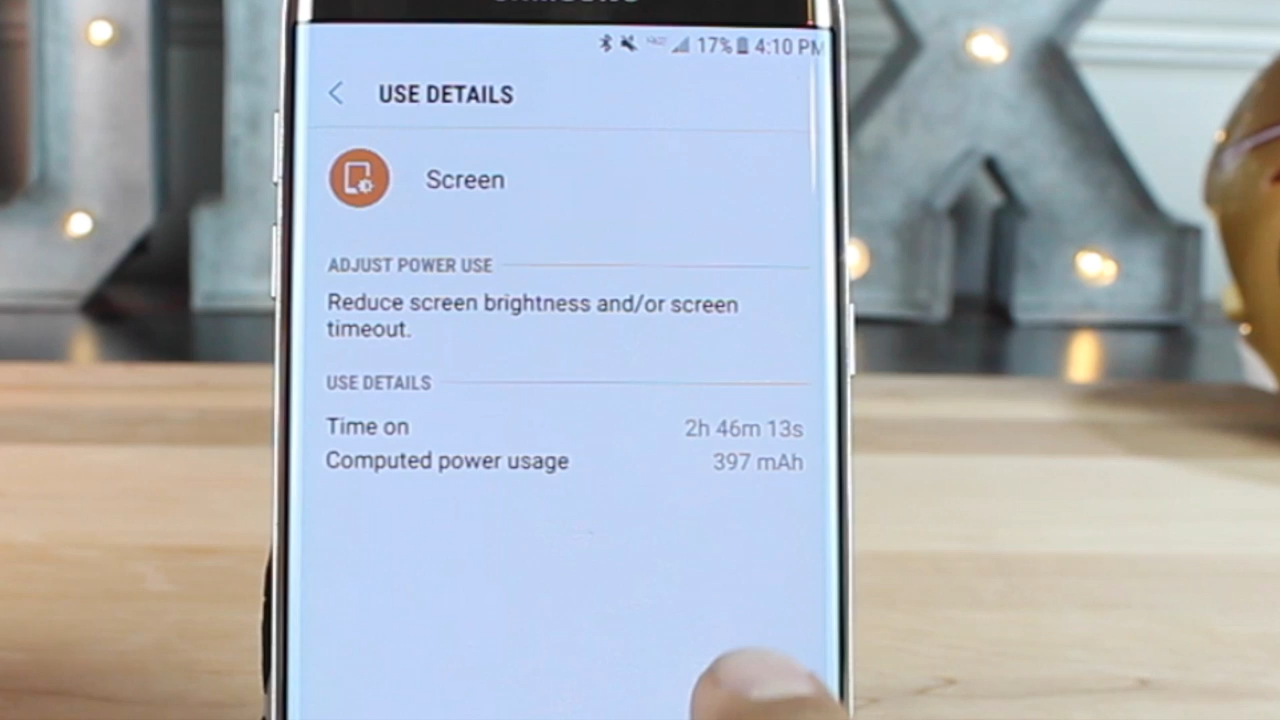 17% 4:10 PM
USE DETAILS
Screen
ADJUST POWER USE
Reduce screen brightness and/or screen
timeout.
USE DETAILS
Time on 2h 46m 13s
Computed power usage 397 mAh